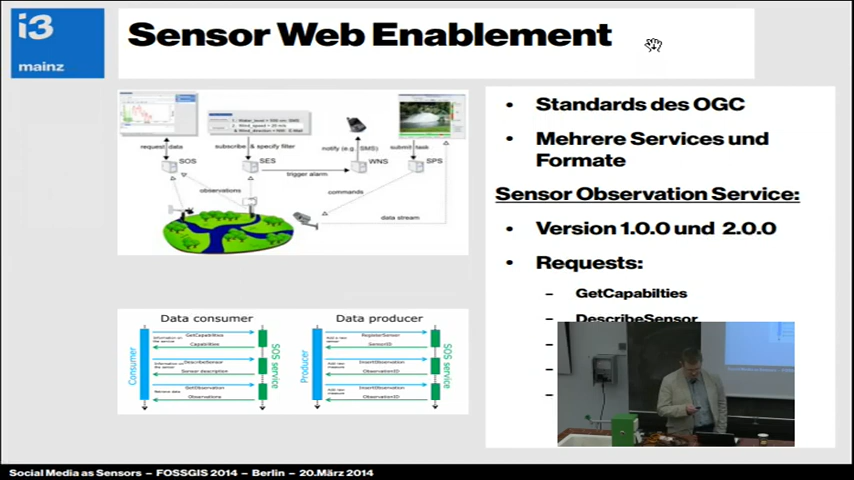 i3
mainz
Sensor Web Enablement
request data
subscribe & specify filter
notify (e.g., SMS)
submit task
SOS
SES
WNS
SPS
trigger alarm
observations
commands
data stream
Data consumer
Data producer
Consumer
GetCapabilities
Capabilities
DescribeSensor
Sensor description
GetObservation
Observations
SOS service
Producer
RegisterSensor
SensorID
InsertObservation
ObservationID
InsertObservation
ObservationID
SOS service
• Standards des OGC
• Mehrere Services und
Formate
Sensor Observation Service:
• Version 1.0.0 und 2.0.0
• Requests:
– GetCapabilties
– DescribeSensor
–
–
–
Social Media as Sensors – FOSSGIS 2014 – Berlin – 20.März 2014